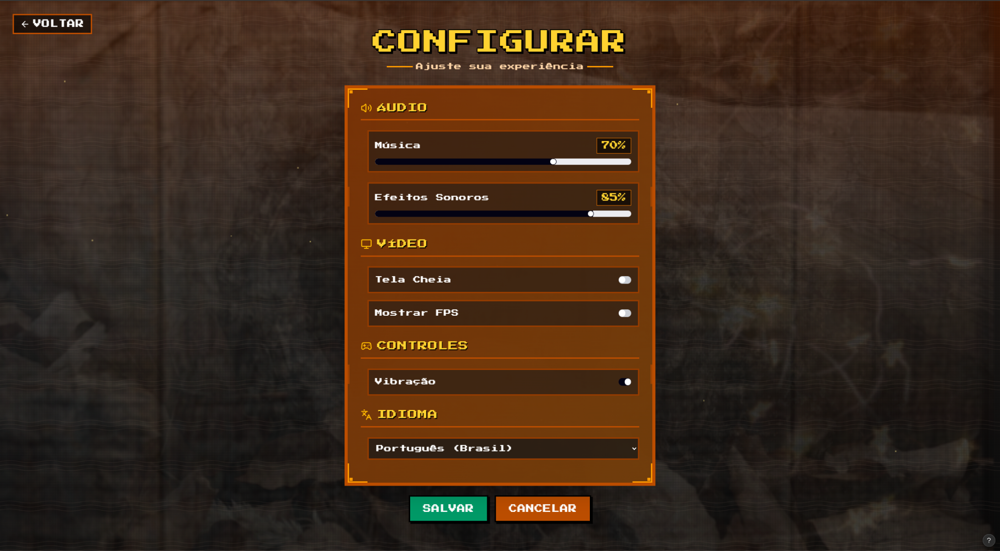 VOLTAR
CONFIGURAR
Ajuste sua experiência
ÁUDIO
Música 70%
Efeitos Sonoros 85%
VíDEO
Tela Cheia
Mostrar FPS
CONTROLES
Vibração
IDIOMA
Português (Brasil)
SALVAR CANCELAR
?